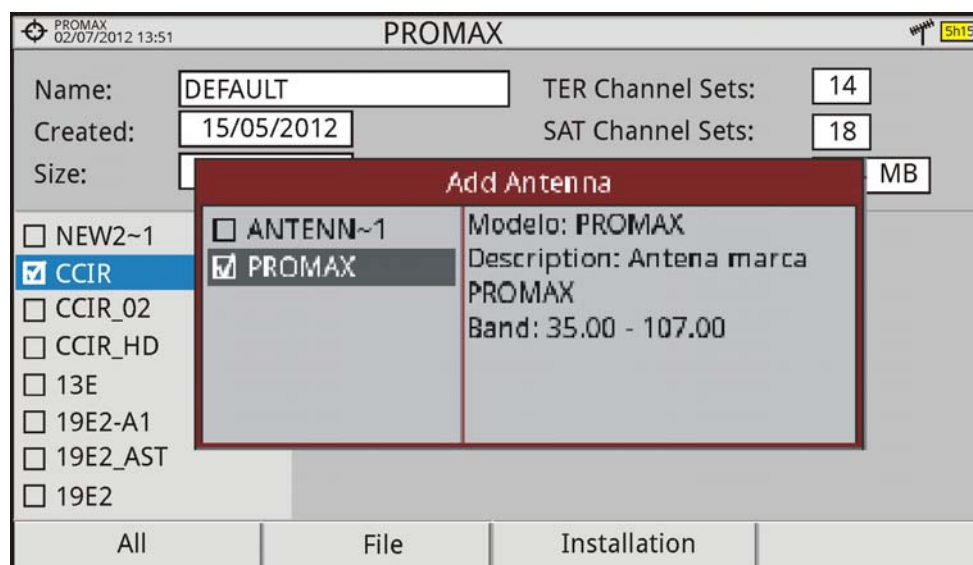 PROMAX
02/07/2012 13:51
PROMAX
5h15
Name: DEFAULT TER Channel Sets: 14
Created: 15/05/2012 SAT Channel Sets: 18
Size: MB
Add Antenna
ANTENN~1
PROMAX
Modelo: PROMAX
Description: Antena marca
PROMAX
Band: 35.00 - 107.00
NEW2~1
CCIR
CCIR_02
CCIR_HD
13E
19E2-A1
19E2_AST
19E2
All File Installation